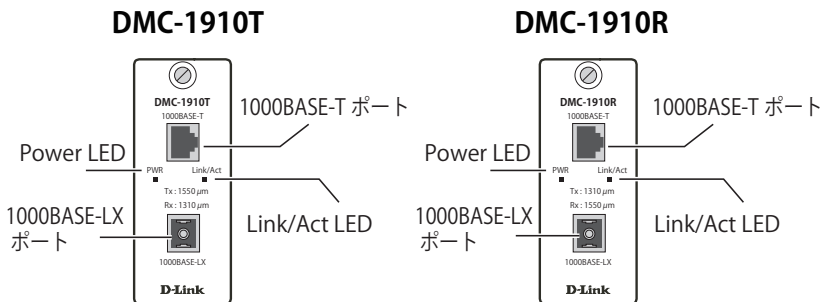 DMC-1910T
DMC-1910T
1000BASE-T
1000BASE-T ポート
Power LED
PWR
Link/Act
Tx : 1550 μm
Rx : 1310 μm
1000BASE-LX
ポート
Link/Act LED
1000BASE-LX
D-Link
DMC-1910R
DMC-1910R
1000BASE-T
1000BASE-T ポート
Power LED
PWR
Link/Act
Tx : 1310 μm
Rx : 1550 μm
1000BASE-LX
ポート
Link/Act LED
1000BASE-LX
D-Link